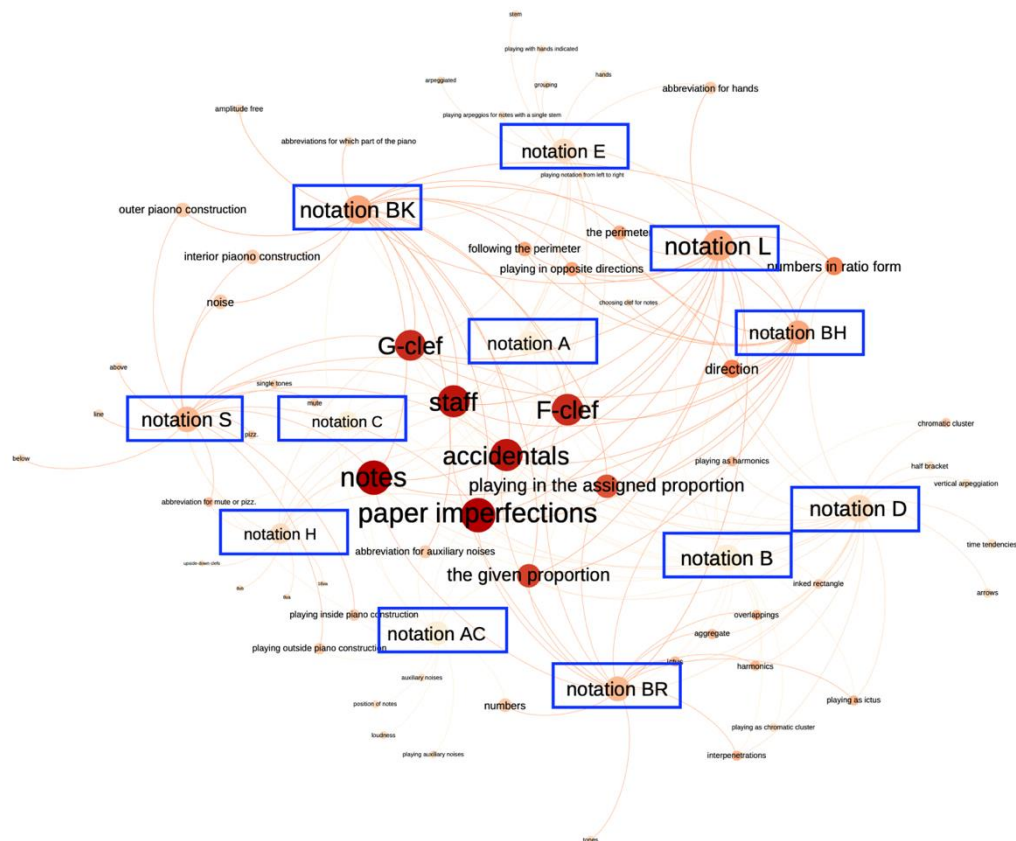 stem
playing with hands indicated
hands
arpeggiated
grouping
abbreviation for hands
amplitude free
playing arpeggios for notes with a single stem
abbreviations for which part of the piano
notation E
playing notation from left to right
outer piaono construction
notation BK
the perimeter
notation L
following the perimeter
interior piaono construction
playing in opposite directions
numbers in ratio form
noise
choosing clef for notes
notation BH
G-clef
notation A
above
direction
single tones
staff
F-clef
mute
line
notation S
notation C
chromatic cluster
pizz.
accidentals
below
playing as harmonics
half bracket
notes
playing in the assigned proportion
vertical arpeggiation
abbreviation for mute or pizz.
paper imperfections
notation D
notation H
time tendencies
abbreviation for auxiliary noises
notation B
upside-down clefs
the given proportion
inked rectangle
arrows
playing inside piano construction
overlappings
notation AC
aggregate
playing outside piano construction
ictus
harmonics
auxiliary noises
notation BR
position of notes
numbers
playing as ictus
playing as chromatic cluster
loudness
playing auxiliary noises
interpenetrations
tones